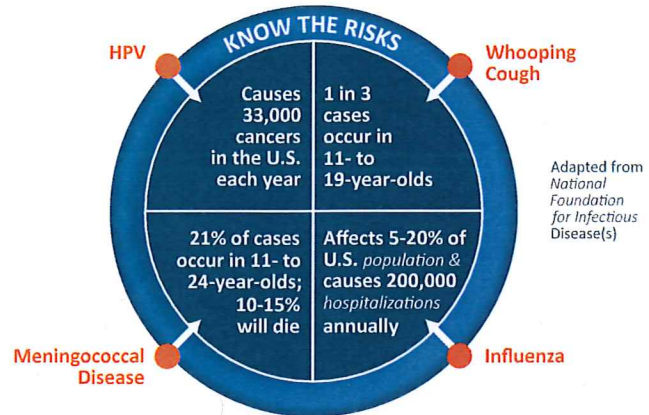 KNOW THE RISKS
HPV
Causes
33,000
cancers
in the U.S.
each year
Whooping
Cough
1 in 3
cases
occur in
11- to
19-year-olds
Meningococcal
Disease
21% of cases
occur in 11- to
24-year-olds;
10-15%
will die
Influenza
Affects 5-20% of
U.S. population &
causes 200,000
hospitalizations
annually
Adapted from
National
Foundation
for Infectious
Disease(s)